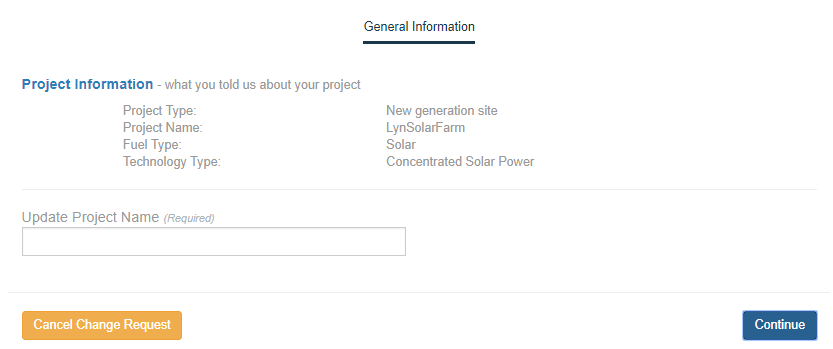 General Information
Project Information - what you told us about your project
Project Type: New generation site
Project Name: LynSolarFarm
Fuel Type: Solar
Technology Type: Concentrated Solar Power
Update Project Name (Required)
Cancel Change Request Continue